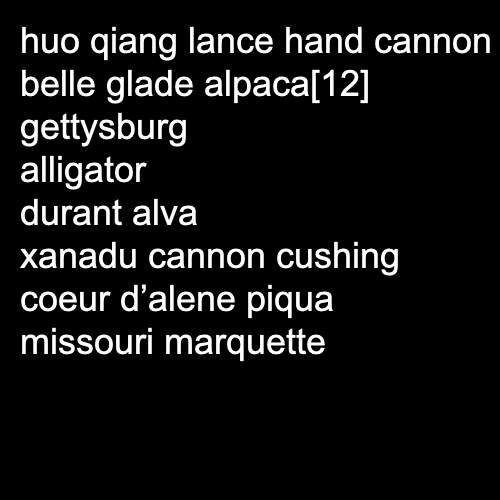 huo qiang lance hand cannon
belle glade alpaca[12]
gettysburg
alligator
durant alva
xanadu cannon cushing
coeur d’alene piqua
missouri marquette